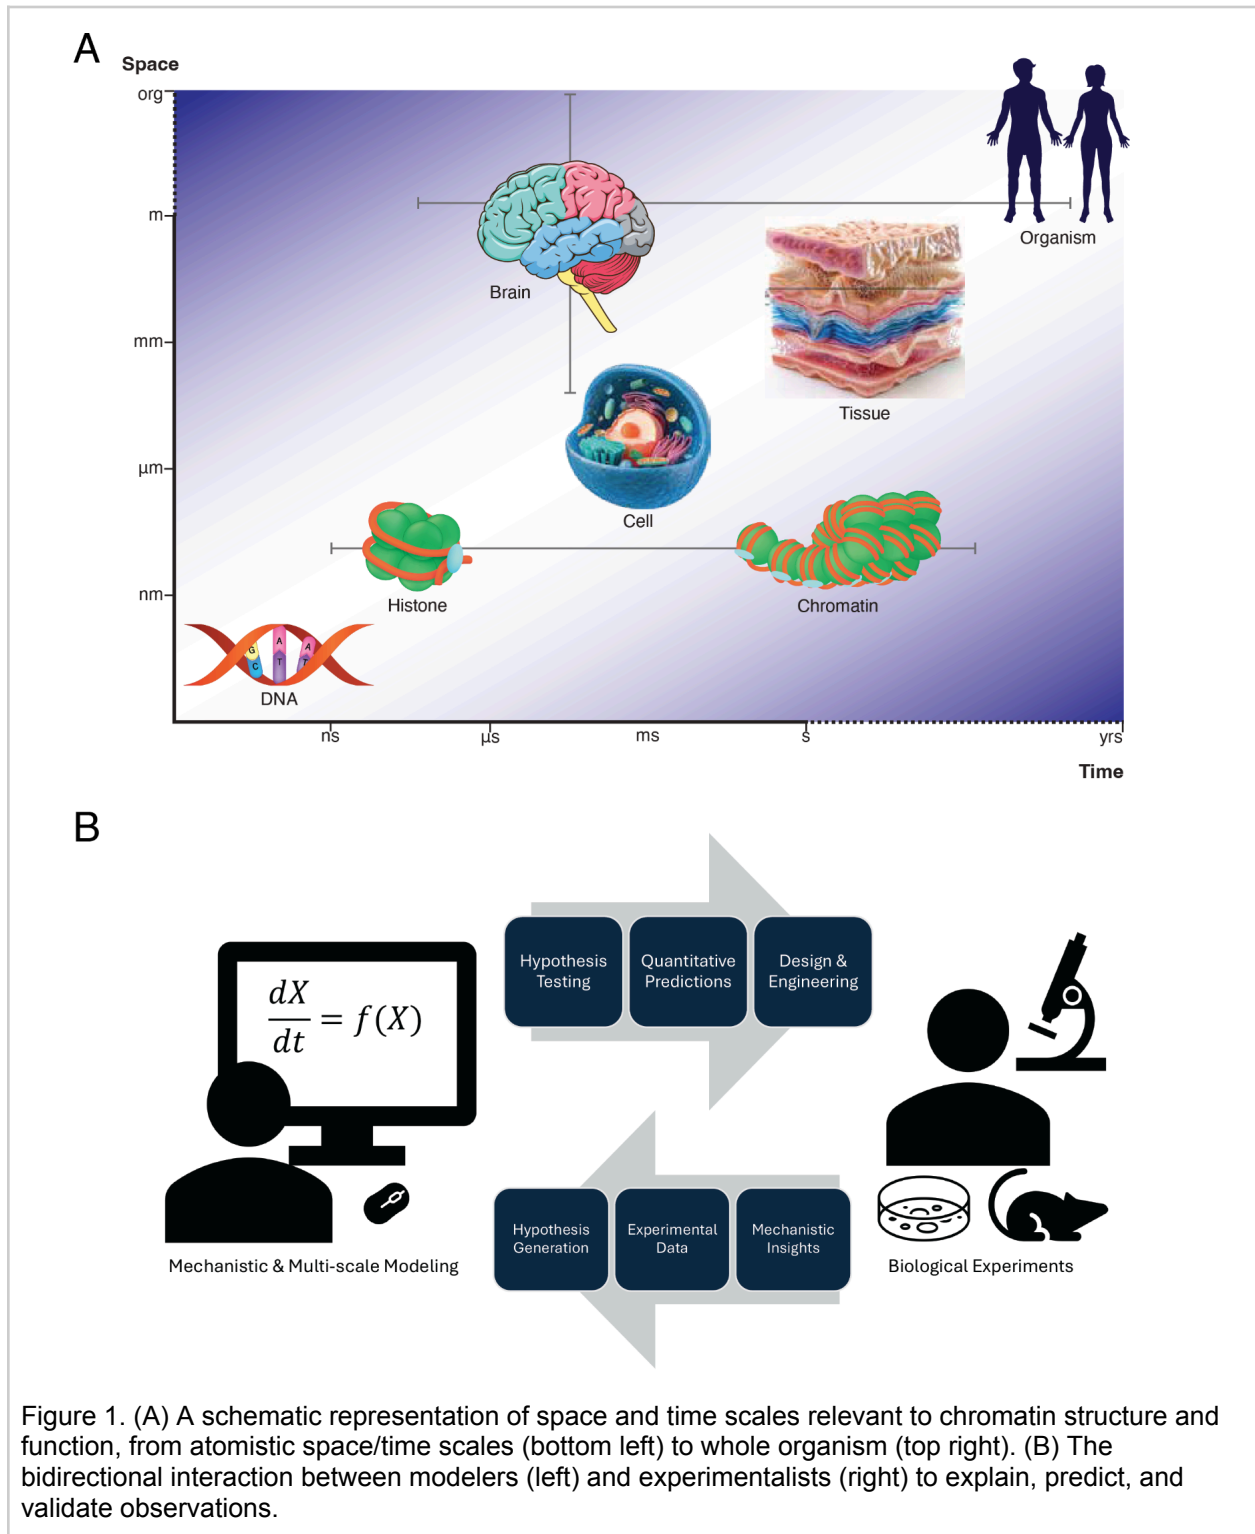 A
Space
org
m
mm
µm
nm
Brain
Organism
Tissue
Cell
Histone
Chromatin
G
C
A
T
A
T
DNA
ns
µs
ms
s
yrs
Time
B
dX
dt
= f(X)
Hypothesis
Testing
Quantitative
Predictions
Design &
Engineering
Hypothesis
Generation
Experimental
Data
Mechanistic
Insights
Mechanistic & Multi-scale Modeling
Biological Experiments
Figure 1. (A) A schematic representation of space and time scales relevant to chromatin structure and
function, from atomistic space/time scales (bottom left) to whole organism (top right). (B) The
bidirectional interaction between modelers (left) and experimentalists (right) to explain, predict, and
validate observations.